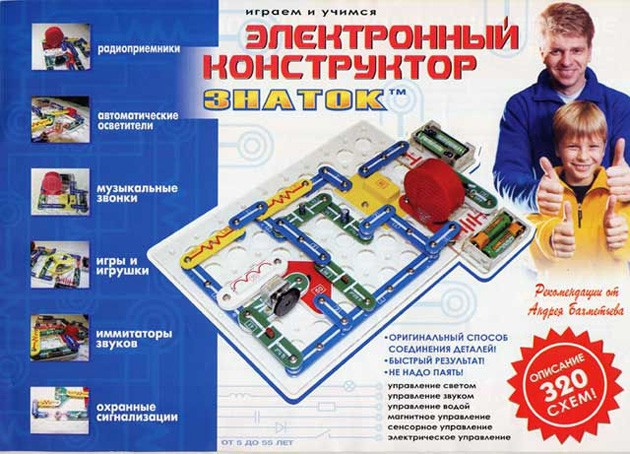 играем и учимся
ЭЛЕКТРОННЫЙ
КОНСТРУКТОР
ЗНАТОК™
радиоприемники
автоматические
осветители
музыкальные
звонки
игры и
игрушки
иммитаторы
звуков
охранные
сигнализации
Рекомендации от
Андрея Бахметьева
• ОРИГИНАЛЬНЫЙ СПОСОБ
СОЕДИНЕНИЯ ДЕТАЛЕЙ!
• БЫСТРЫЙ РЕЗУЛЬТАТ!
• НЕ НАДО ПАЯТЬ!
управление светом
управление звуком
управление водой
магнитное управление
сенсорное управление
электрическое управление
ОПИСАНИЕ
320
СХЕМ!
ОТ 5 ДО 55 ЛЕТ